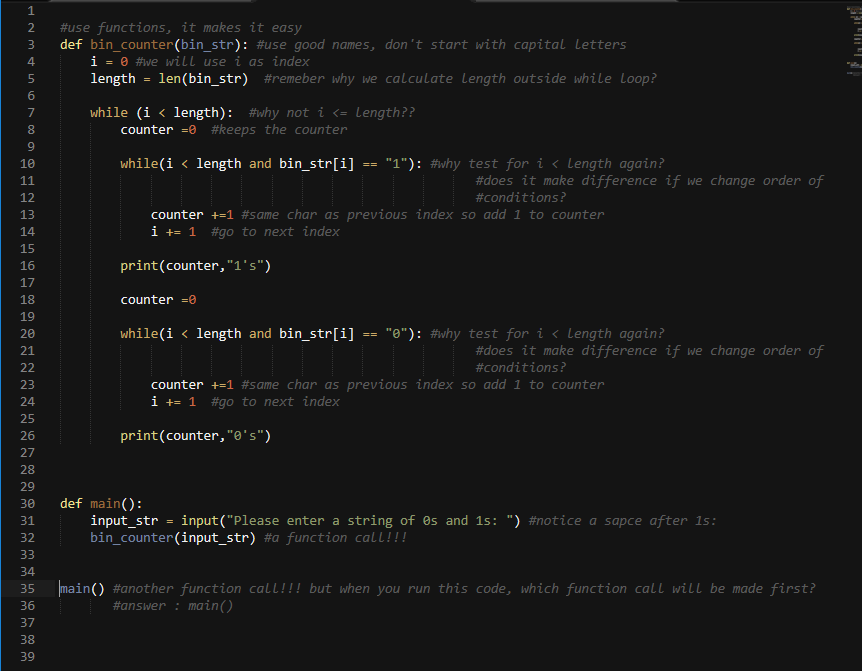 1
2 #use functions, it makes it easy
3 def bin_counter(bin_str): #use good names, don't start with capital letters
4 i = 0 #we will use i as index
5 length = len(bin_str) #remeber why we calculate length outside while loop?
6
7 while (i < length): #why not i <= length??
8 counter =0 #keeps the counter
9
10 while(i < length and bin_str[i] == "1"): #why test for i < length again?
11 #does it make difference if we change order of
12 #conditions?
13 counter +=1 #same char as previous index so add 1 to counter
14 i += 1 #go to next index
15
16 print(counter,"1's")
17
18 counter =0
19
20 while(i < length and bin_str[i] == "0"): #why test for i < length again?
21 #does it make difference if we change order of
22 #conditions?
23 counter +=1 #same char as previous index so add 1 to counter
24 i += 1 #go to next index
25
26 print(counter,"0's")
27
28
29
30 def main():
31 input_str = input("Please enter a string of 0s and 1s: ") #notice a sapce after 1s:
32 bin_counter(input_str) #a function call!!!
33
34
35 main() #another function call!!! but when you run this code, which function call will be made first?
36 #answer : main()
37
38
39